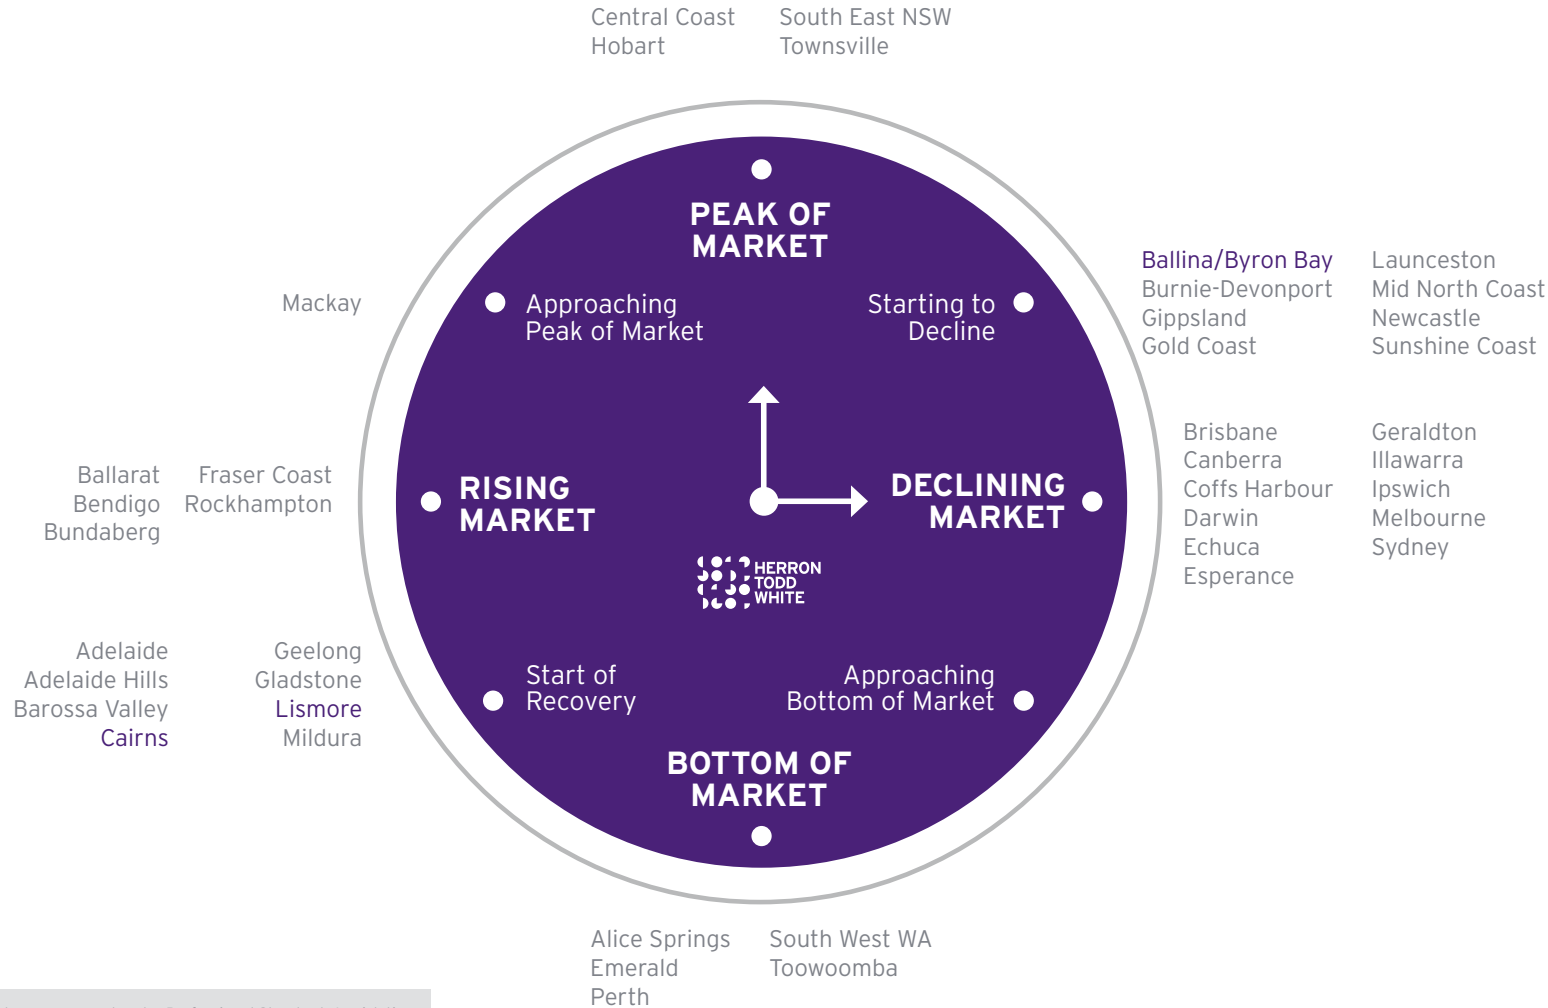 Central Coast
Hobart
South East NSW
Townsville
PEAK OF
MARKET
Approaching
Peak of Market
Starting to
Decline
Mackay
Ballina/Byron Bay
Burnie-Devonport
Gippsland
Gold Coast
Launceston
Mid North Coast
Newcastle
Sunshine Coast
Ballarat
Bendigo
Bundaberg
Fraser Coast
Rockhampton
RISING
MARKET
DECLINING
MARKET
Brisbane
Canberra
Coffs Harbour
Darwin
Echuca
Esperance
Geraldton
Illawarra
Ipswich
Melbourne
Sydney
HERRON
TODD
WHITE
Adelaide
Adelaide Hills
Barossa Valley
Cairns
Geelong
Gladstone
Lismore
Mildura
Start of
Recovery
Approaching
Bottom of Market
BOTTOM OF
MARKET
Alice Springs
Emerald
Perth
South West WA
Toowoomba